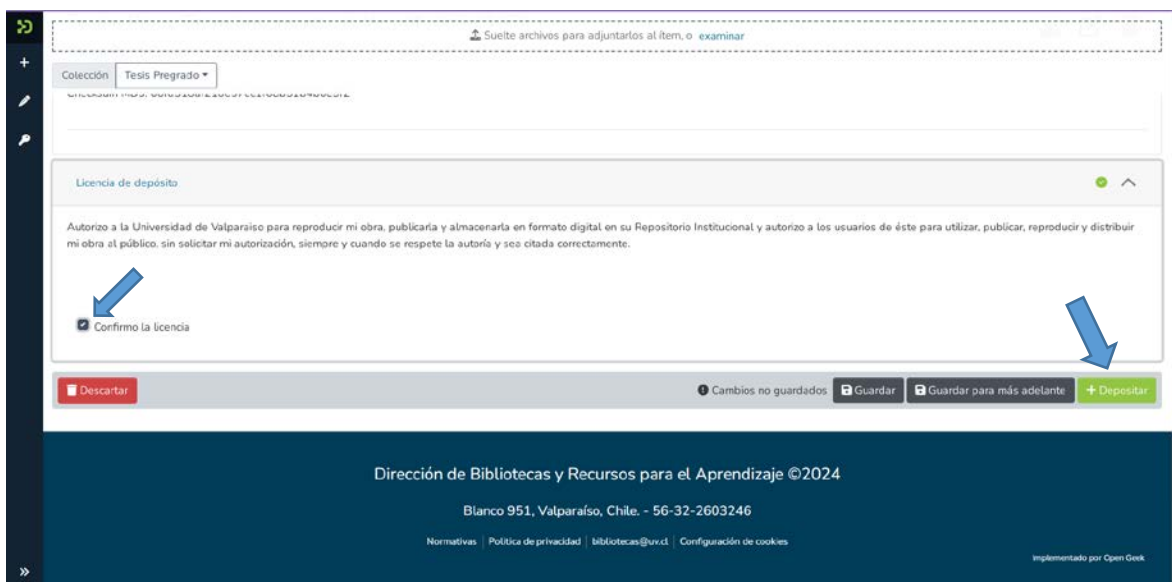 Suelte archivos para adjuntarlos al ítem, o examinar
Colección Tesis Pregrado
Checksum MD5:
Licencia de depósito
Autorizo a la Universidad de Valparaíso para reproducir mi obra, publicarla y almacenarla en formato digital en su Repositorio Institucional y autorizo a los usuarios de éste para utilizar, publicar, reproducir y distribuir
mi obra al público, sin solicitar mi autorización, siempre y cuando se respete la autoría y sea citada correctamente.
Confirmo la licencia
Descartar Cambios no guardados Guardar Guardar para más adelante + Depositar
Dirección de Bibliotecas y Recursos para el Aprendizaje ©2024
Blanco 951, Valparaíso, Chile. - 56-32-2603246
Normativas Política de privacidad bibliotecas@uv.cl Configuración de cookies
Implementado por Open Geek